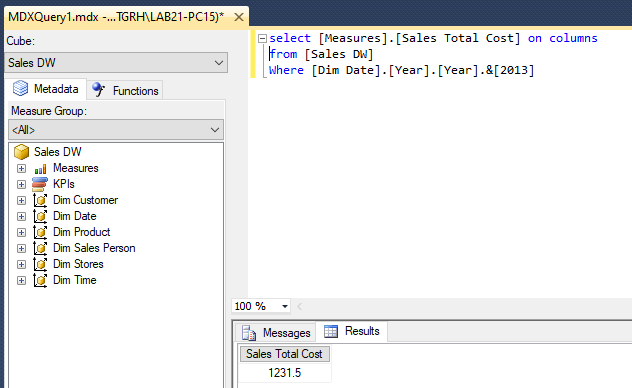 MDXQuery1.mdx -...TGRH\LAB21-PC15)*
Cube:
Sales DW
Metadata
Functions
Measure Group:
<All>
Sales DW
Measures
KPIs
Dim Customer
Dim Date
Dim Product
Dim Sales Person
Dim Stores
Dim Time
select [Measures].[Sales Total Cost] on columns
from [Sales DW]
Where [Dim Date].[Year].[Year].&[2013]
100 %
Messages
Results
Sales Total Cost
1231.5